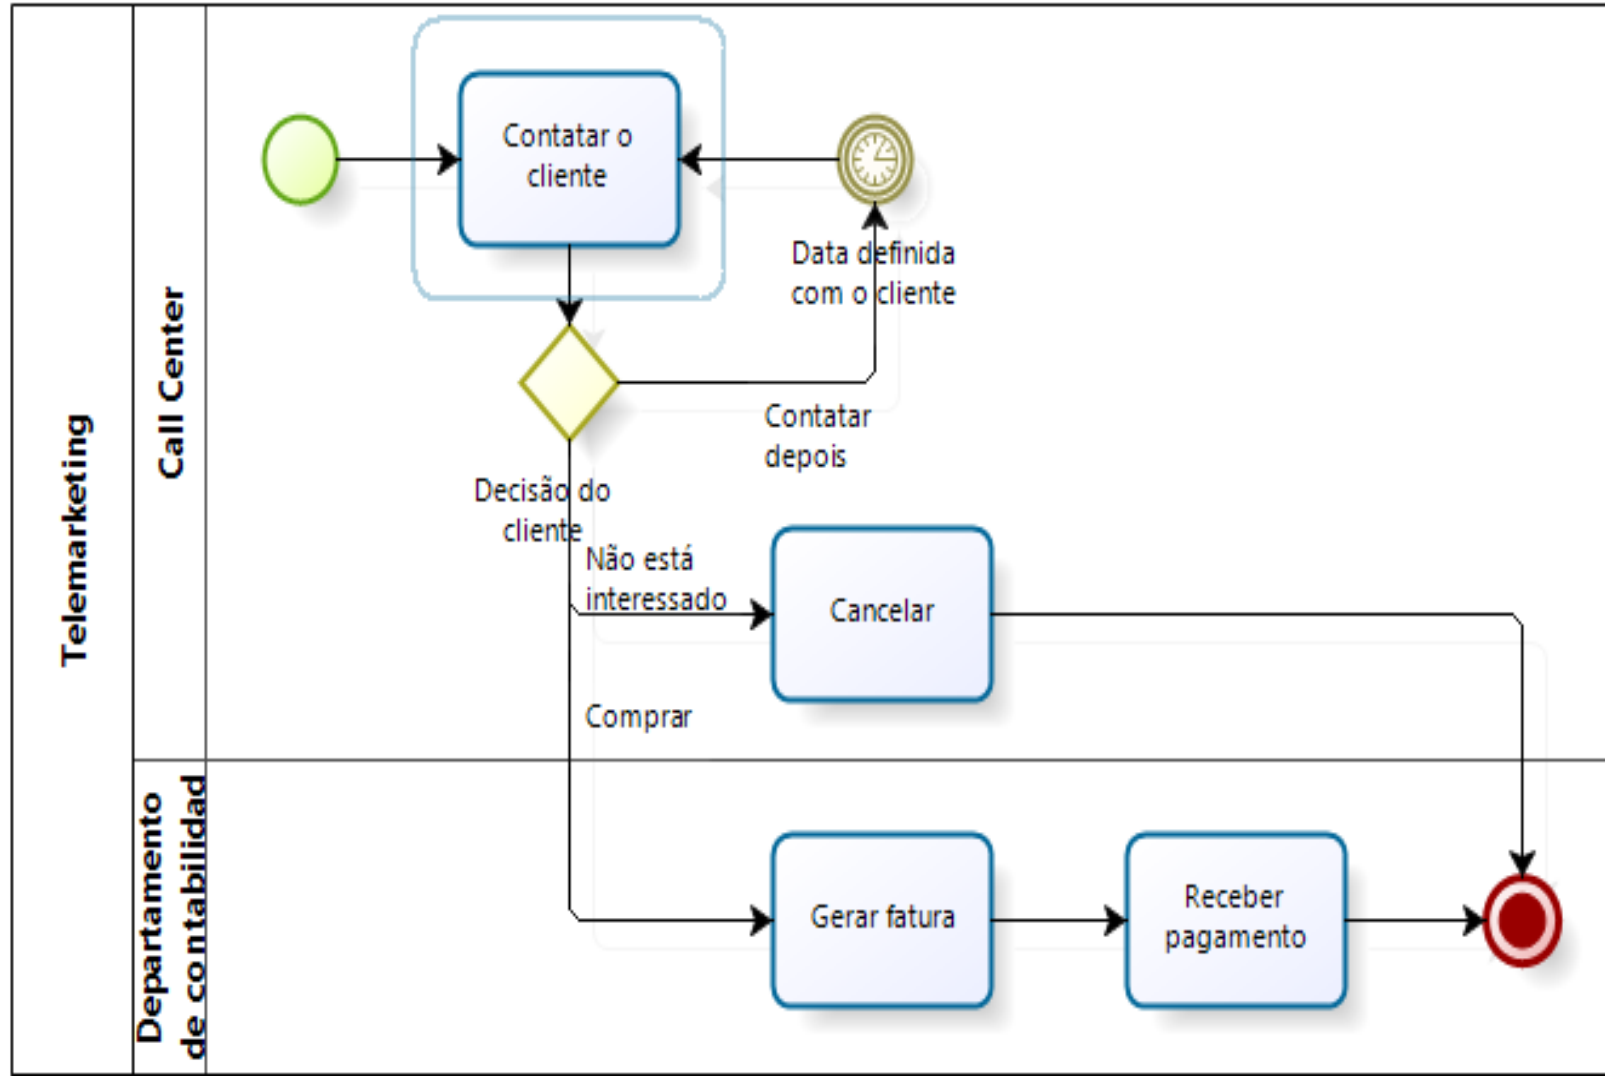 Telemarketing
Call Center
Contatar o
cliente
Data definida
com o cliente
Contatar
depois
Decisão do
cliente
Não está
interessado
Cancelar
Comprar
Departamento
de contabilidad
Gerar fatura
Receber
pagamento